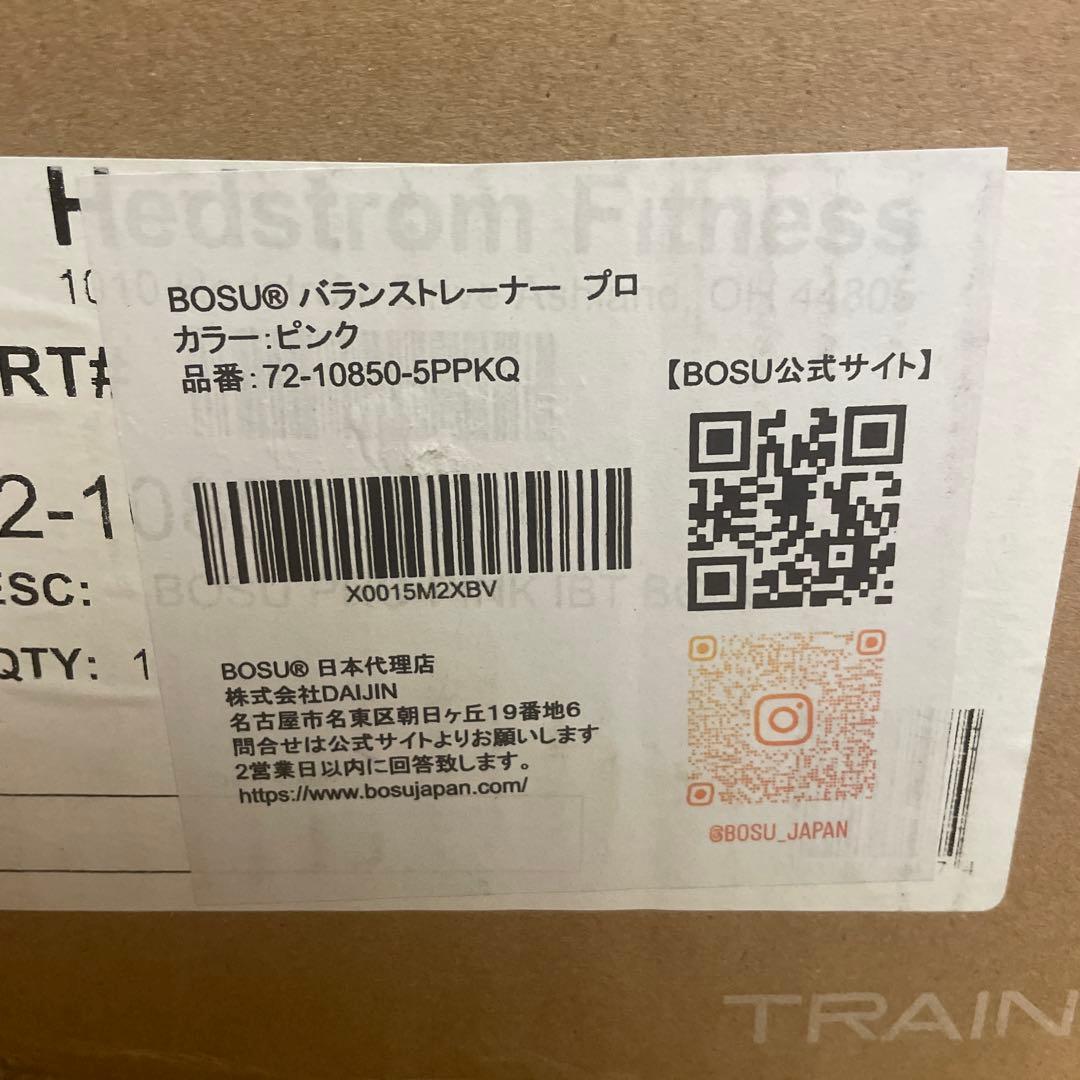 Hedstrom Fitness
OH 44805
BOSU® バランストレーナー プロ
カラー：ピンク
品番：72-10850-5PPKQ
RT#
【BOSU公式サイト】
2-10
X0015M2XBV
ESC:
BOSU PINK IBT
QTY: 1
BOSU® 日本代理店
株式会社DAIJIN
名古屋市名東区朝日ヶ丘19番地6
問合せは公式サイトよりお願いします
2営業日以内に回答致します。
https://www.bosujapan.com/
@BOSU_JAPAN
TRAIN